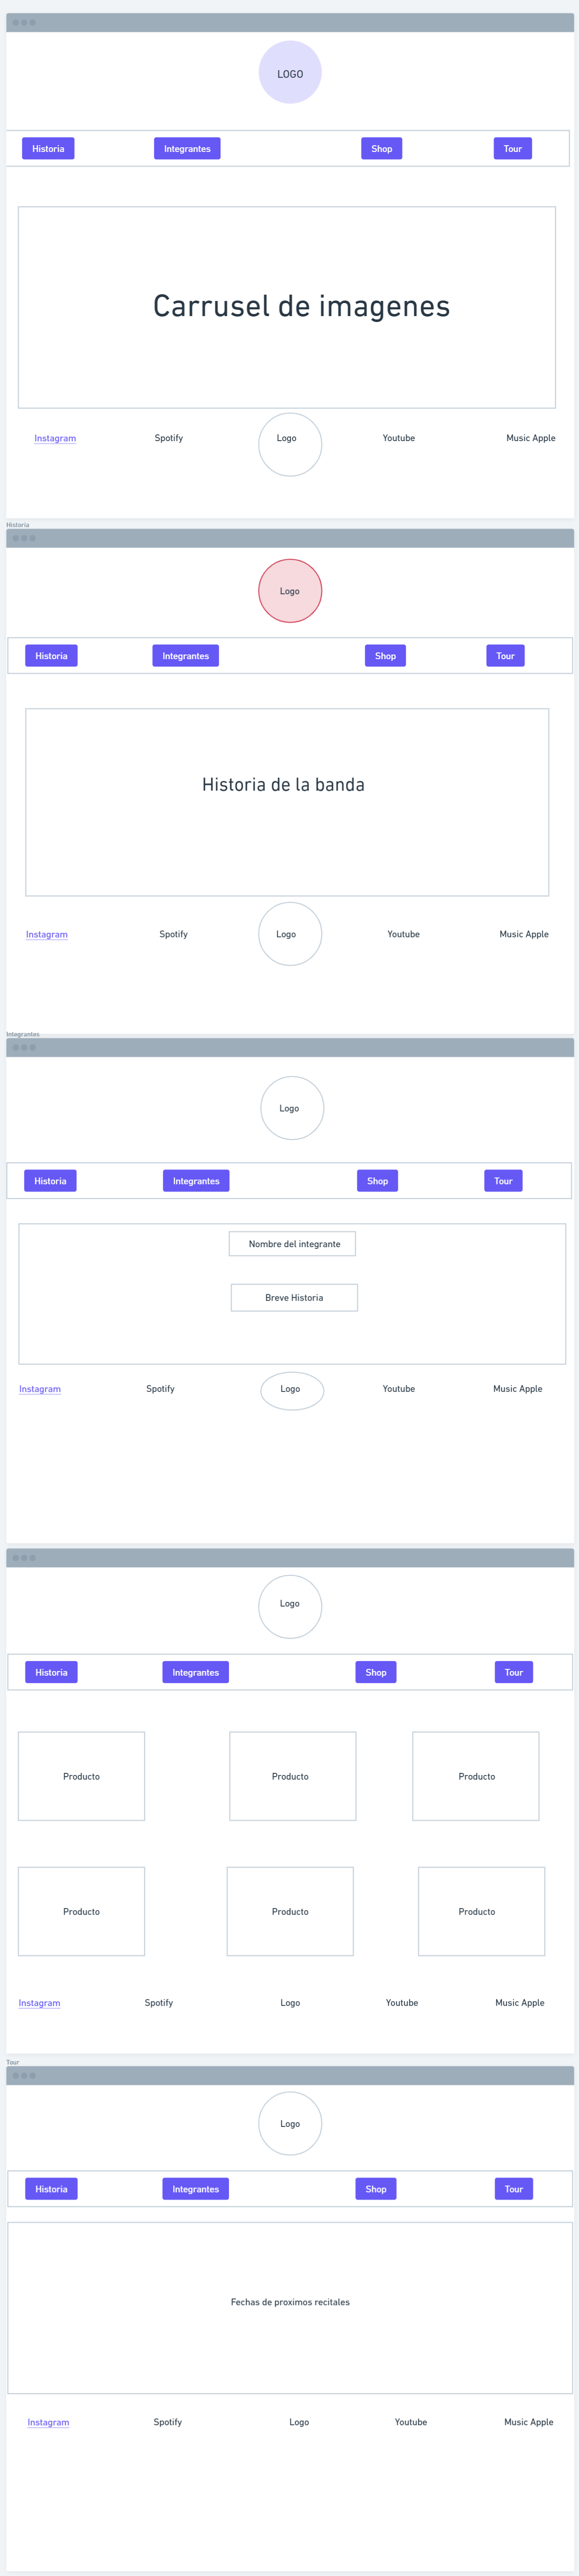 LOGO
Historia Integrantes Shop Tour
Carrusel de imagenes
Instagram Spotify Logo Youtube Music Apple
Historia
Logo
Historia Integrantes Shop Tour
Historia de la banda
Instagram Spotify Logo Youtube Music Apple
Integrantes
Logo
Historia Integrantes Shop Tour
Nombre del integrante
Breve Historia
Instagram Spotify Logo Youtube Music Apple
Logo
Historia Integrantes Shop Tour
Producto Producto Producto
Producto Producto Producto
Instagram Spotify Logo Youtube Music Apple
Tour
Logo
Historia Integrantes Shop Tour
Fechas de proximos recitales
Instagram Spotify Logo Youtube Music Apple